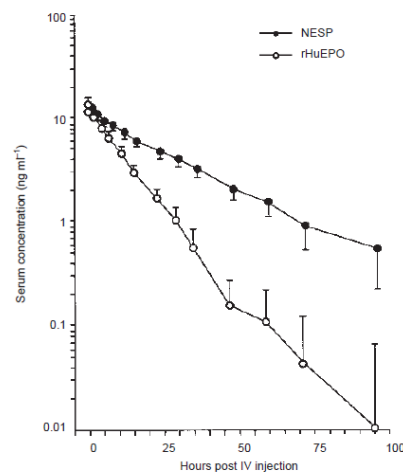 100
NESP
rHuEPO
10
1
0.1
0.01
Serum concentration (ng ml⁻¹)
0 25 50 75 100
Hours post IV injection